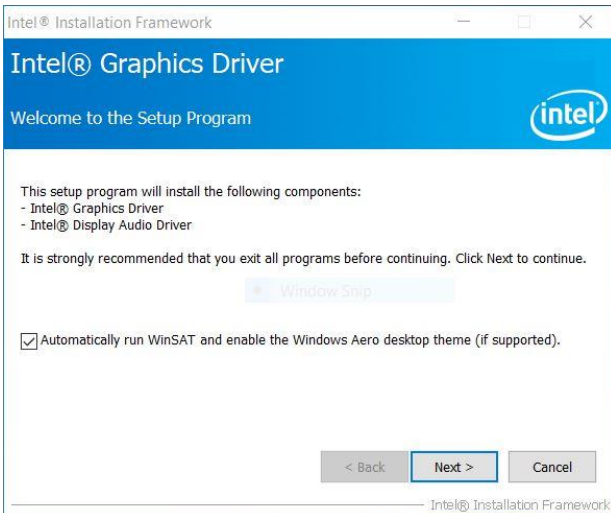 Intel® Installation Framework
Intel® Graphics Driver
Welcome to the Setup Program
intel
This setup program will install the following components:
- Intel® Graphics Driver
- Intel® Display Audio Driver
It is strongly recommended that you exit all programs before continuing. Click Next to continue.
Window Snip
Automatically run WinSAT and enable the Windows Aero desktop theme (if supported).
< Back Next > Cancel
Intel® Installation Framework